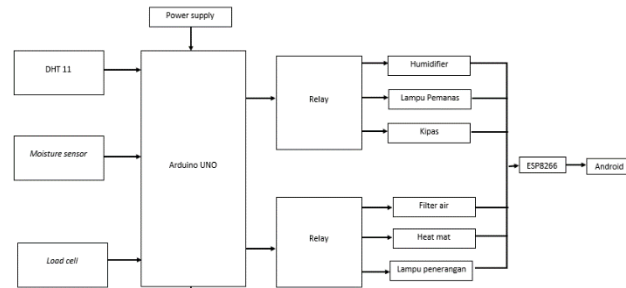 Power supply
DHT 11
Moisture sensor
Load cell
Arduino UNO
Relay
Relay
Humidifier
Lampu Pemanas
Kipas
Filter air
Heat mat
Lampu penerangan
ESP8266
Android